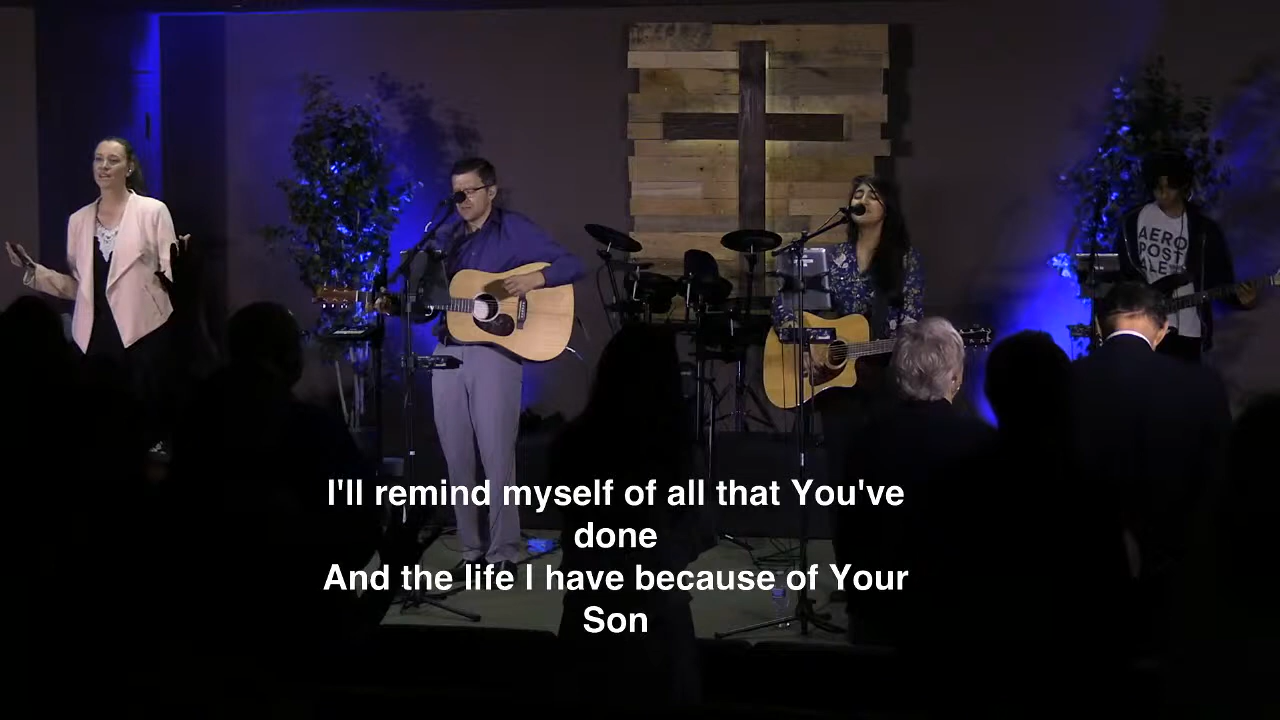 AERO
POST
ALE
I'll remind myself of all that You've
done
And the life I have because of Your
Son